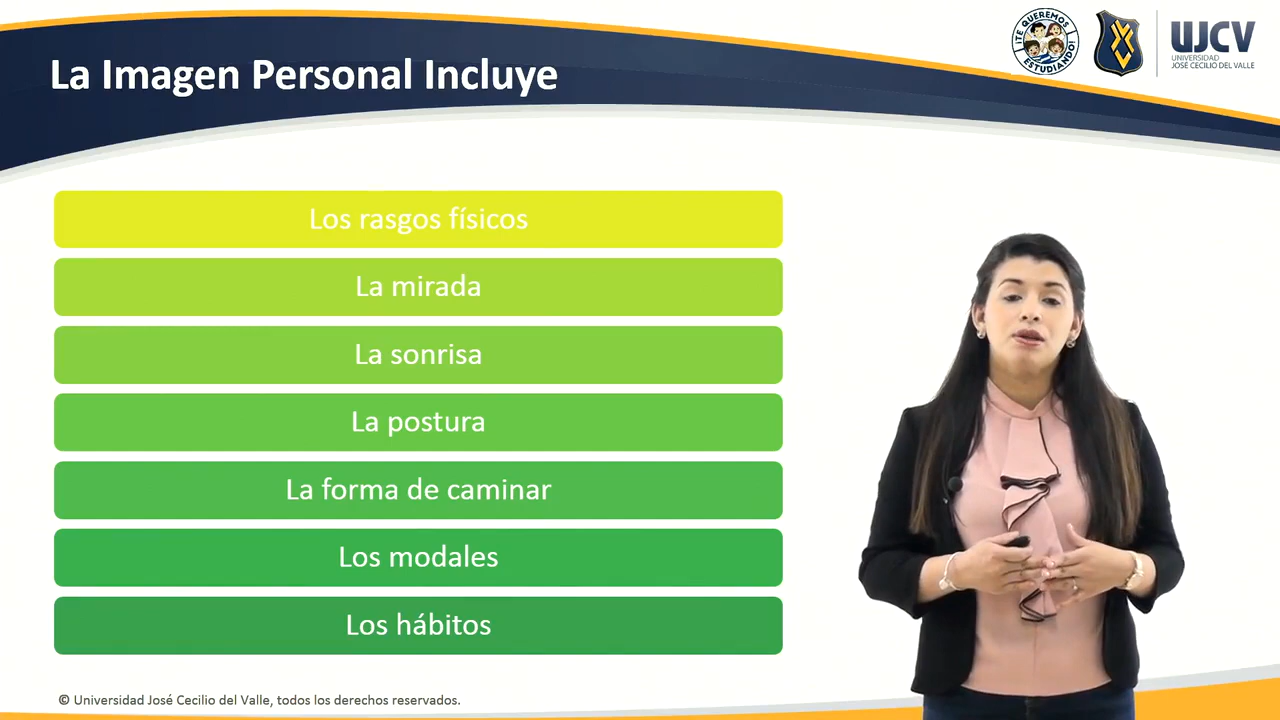 ¡TE QUEREMOS
ESTUDIANDO!
UJCV
UNIVERSIDAD
JOSÉ CECILIO DEL VALLE
La Imagen Personal Incluye
Los rasgos físicos
La mirada
La sonrisa
La postura
La forma de caminar
Los modales
Los hábitos
© Universidad José Cecilio del Valle, todos los derechos reservados.